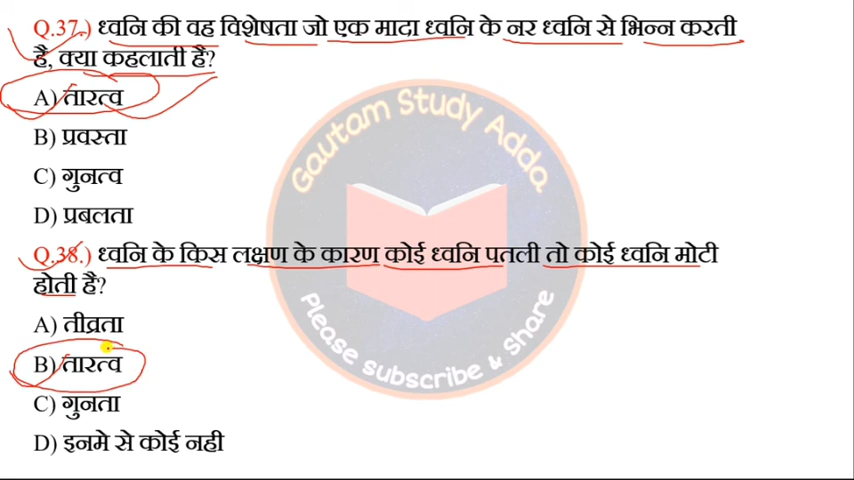 Q.37.) ध्वनि की वह विशेषता जो एक मादा ध्वनि के नर ध्वनि से भिन्न करती
है, क्या कहलाती है?
A) तारत्व
B) प्रवस्ता
C) गुनत्व
D) प्रबलता
Q.38.) ध्वनि के किस लक्षण के कारण कोई ध्वनि पतली तो कोई ध्वनि मोटी
होती है?
A) तीव्रता
B) तारत्व
C) गुनता
D) इनमे से कोई नही
Gautam Study Adda
Please subscribe & share